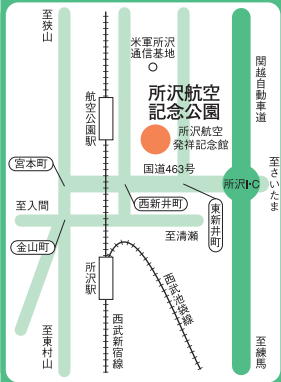 至狭山
米軍所沢
通信基地
関越自動車道
所沢航空
記念公園
航空公園駅
所沢航空
発祥記念館
宮本町
国道463号
至さいたま
所沢I・C
至入間
西新井町
東新井町
金山町
至清瀬
所沢駅
西武池袋線
西武新宿線
至東村山
至練馬